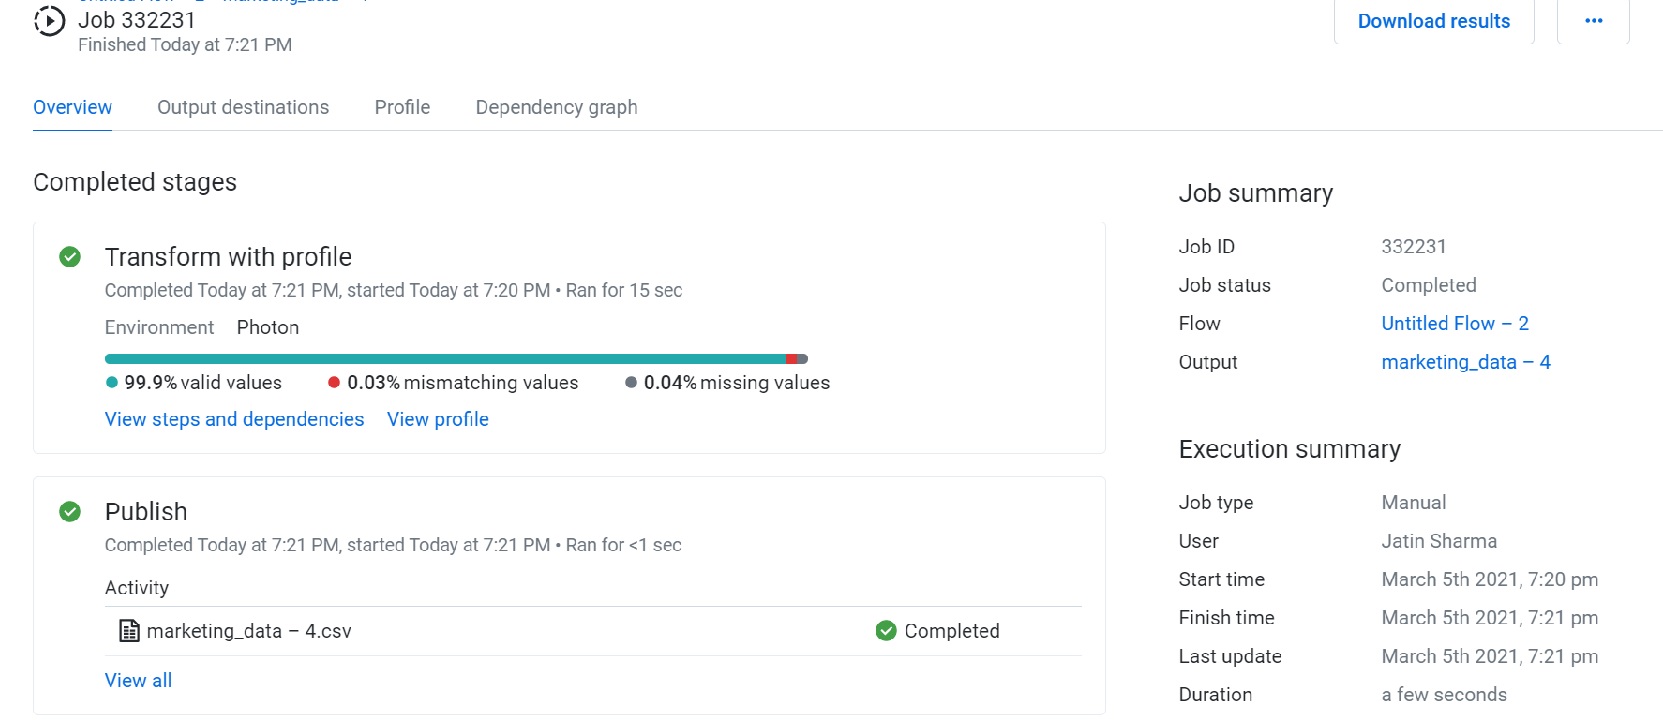 Job 332231
Finished Today at 7:21 PM
Download results
Overview Output destinations Profile Dependency graph
Completed stages
Transform with profile
Completed Today at 7:21 PM, started Today at 7:20 PM • Ran for 15 sec
Environment Photon
99.9% valid values 0.03% mismatching values 0.04% missing values
View steps and dependencies View profile
Publish
Completed Today at 7:21 PM, started Today at 7:21 PM • Ran for <1 sec
Activity
marketing_data – 4.csv Completed
View all
Job summary
Job ID 332231
Job status Completed
Flow Untitled Flow – 2
Output marketing_data – 4
Execution summary
Job type Manual
User Jatin Sharma
Start time March 5th 2021, 7:20 pm
Finish time March 5th 2021, 7:21 pm
Last update March 5th 2021, 7:21 pm
Duration a few seconds